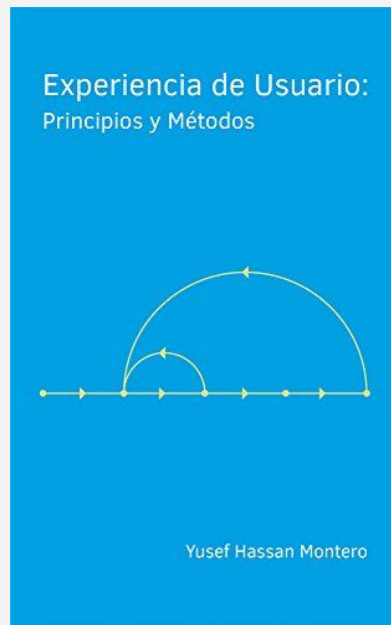 Experiencia de Usuario:
Principios y Métodos
Yusef Hassan Montero